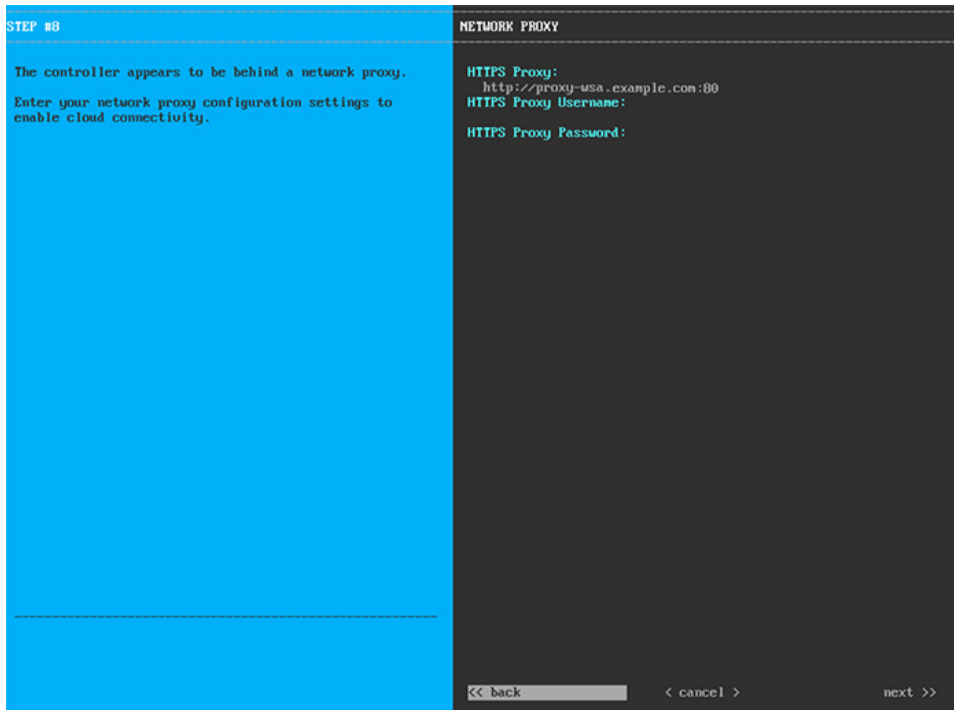 STEP #8
The controller appears to be behind a network proxy.
Enter your network proxy configuration settings to
enable cloud connectivity.
NETWORK PROXY
HTTPS Proxy:
http://proxy-wsa.example.com:80
HTTPS Proxy Username:
HTTPS Proxy Password:
<< back
< cancel >
next >>